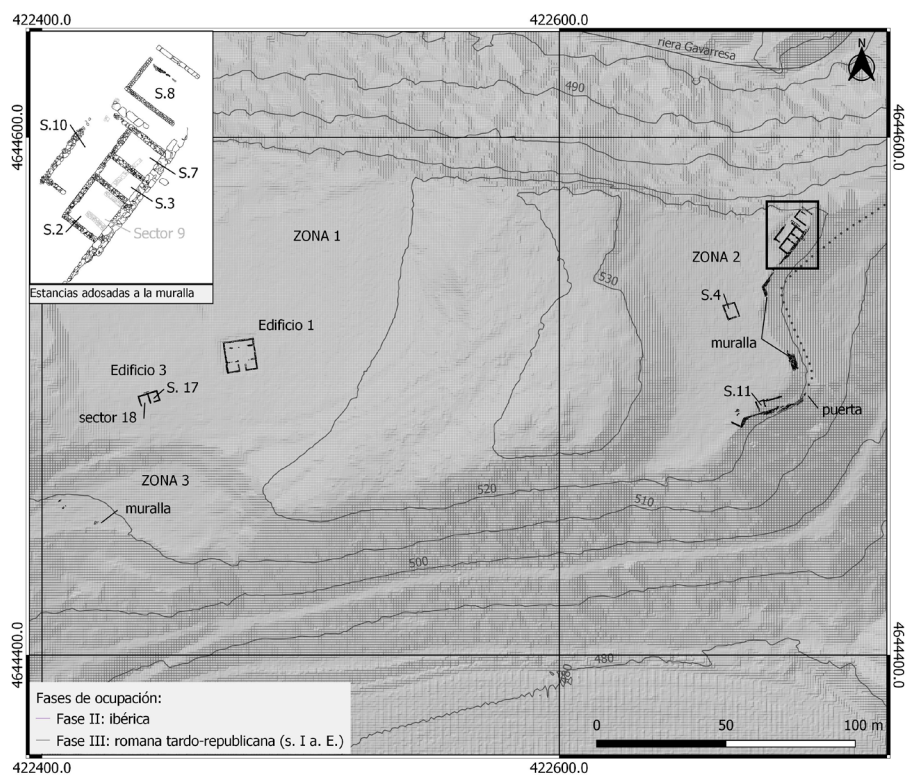 422400.0
422600.0
riera Gavarresa
N
490
4644600.0
4644600.0
S.8
S.10
S.7
S.3
S.2
Sector 9
Estancias adosadas a la muralla
ZONA 1
ZONA 2
530
S.4
muralla
Edificio 1
Edificio 3
S. 17
sector 18
S.11
puerta
ZONA 3
muralla
520
510
500
480
480
4644400.0
4644400.0
Fases de ocupación:
Fase II: ibérica
Fase III: romana tardo-republicana (s. I a. E.)
0
50
100 m
422400.0
422600.0